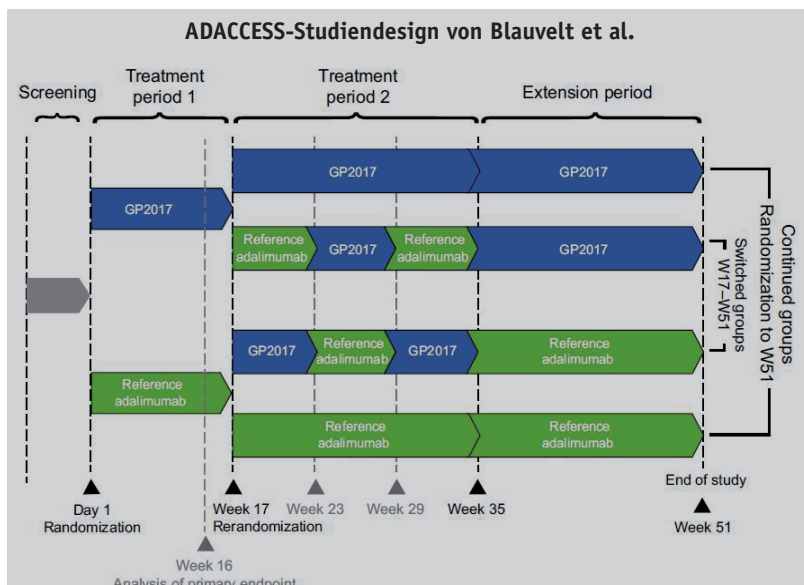 ADACCESS-Studiendesign von Blauvelt et al.
Screening
Treatment
period 1
Treatment
period 2
Extension period
GP2017
GP2017
GP2017
Reference
adalimumab
GP2017
Reference
adalimumab
GP2017
GP2017
Reference
adalimumab
GP2017
Reference
adalimumab
Reference
adalimumab
Reference
adalimumab
Reference
adalimumab
Switched groups
W17–W51
Continued groups
Randomization to W51
Day 1
Randomization
Week 16
Analysis of primary endpoint
Week 17
Rerandomization
Week 23
Week 29
Week 35
End of study
Week 51